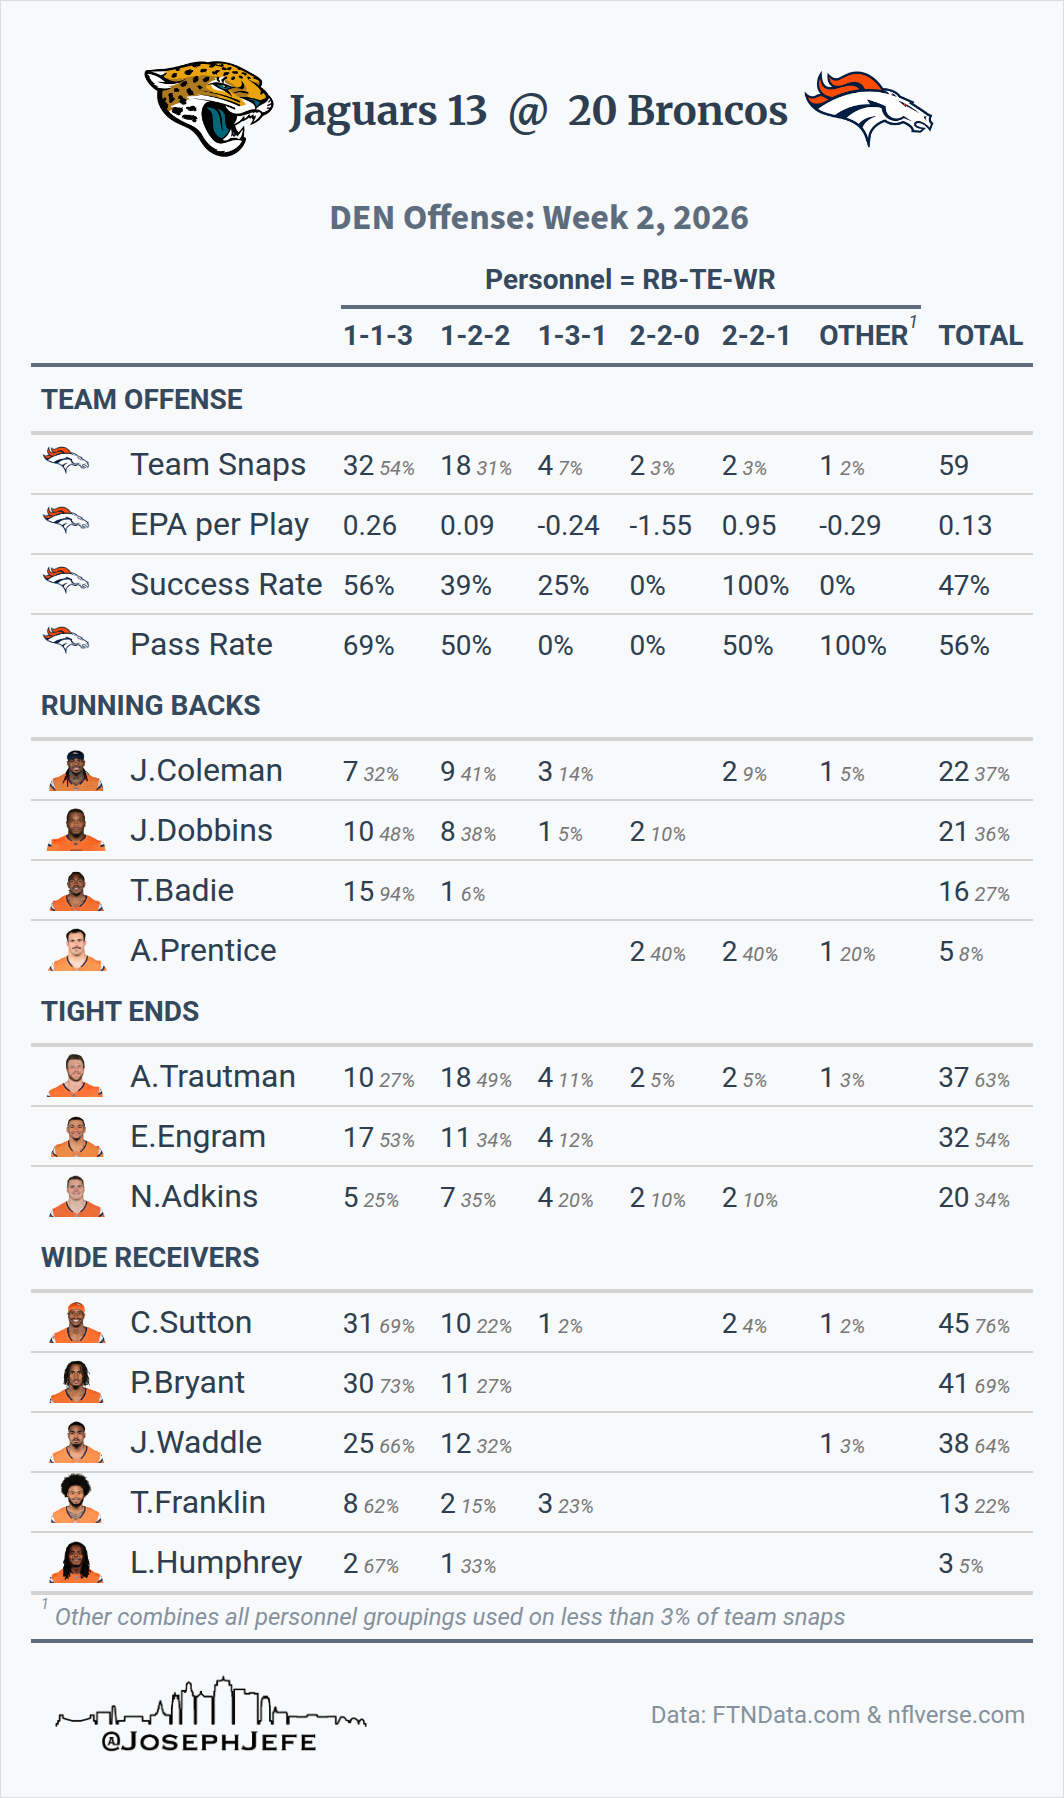 Jaguars 13 @ 20 Broncos
DEN Offense: Week 2, 2026
Personnel = RB-TE-WR
1-1-3 1-2-2 1-3-1 2-2-0 2-2-1 OTHER1 TOTAL
TEAM OFFENSE
Team Snaps 32 54% 18 31% 4 7% 2 3% 2 3% 1 2% 59
EPA per Play 0.26 0.09 -0.24 -1.55 0.95 -0.29 0.13
Success Rate 56% 39% 25% 0% 100% 0% 47%
Pass Rate 69% 50% 0% 0% 50% 100% 56%
RUNNING BACKS
J.Coleman 7 32% 9 41% 3 14% 2 9% 1 5% 22 37%
J.Dobbins 10 48% 8 38% 1 5% 2 10% 21 36%
T.Badie 15 94% 1 6% 16 27%
A.Prentice 2 40% 2 40% 1 20% 5 8%
TIGHT ENDS
A.Trautman 10 27% 18 49% 4 11% 2 5% 2 5% 1 3% 37 63%
E.Engram 17 53% 11 34% 4 12% 32 54%
N.Adkins 5 25% 7 35% 4 20% 2 10% 2 10% 20 34%
WIDE RECEIVERS
C.Sutton 31 69% 10 22% 1 2% 2 4% 1 2% 45 76%
P.Bryant 30 73% 11 27% 41 69%
J.Waddle 25 66% 12 32% 1 3% 38 64%
T.Franklin 8 62% 2 15% 3 23% 13 22%
L.Humphrey 2 67% 1 33% 3 5%
1 Other combines all personnel groupings used on less than 3% of team snaps
@JosephJefe
Data: FTNData.com & nflverse.com